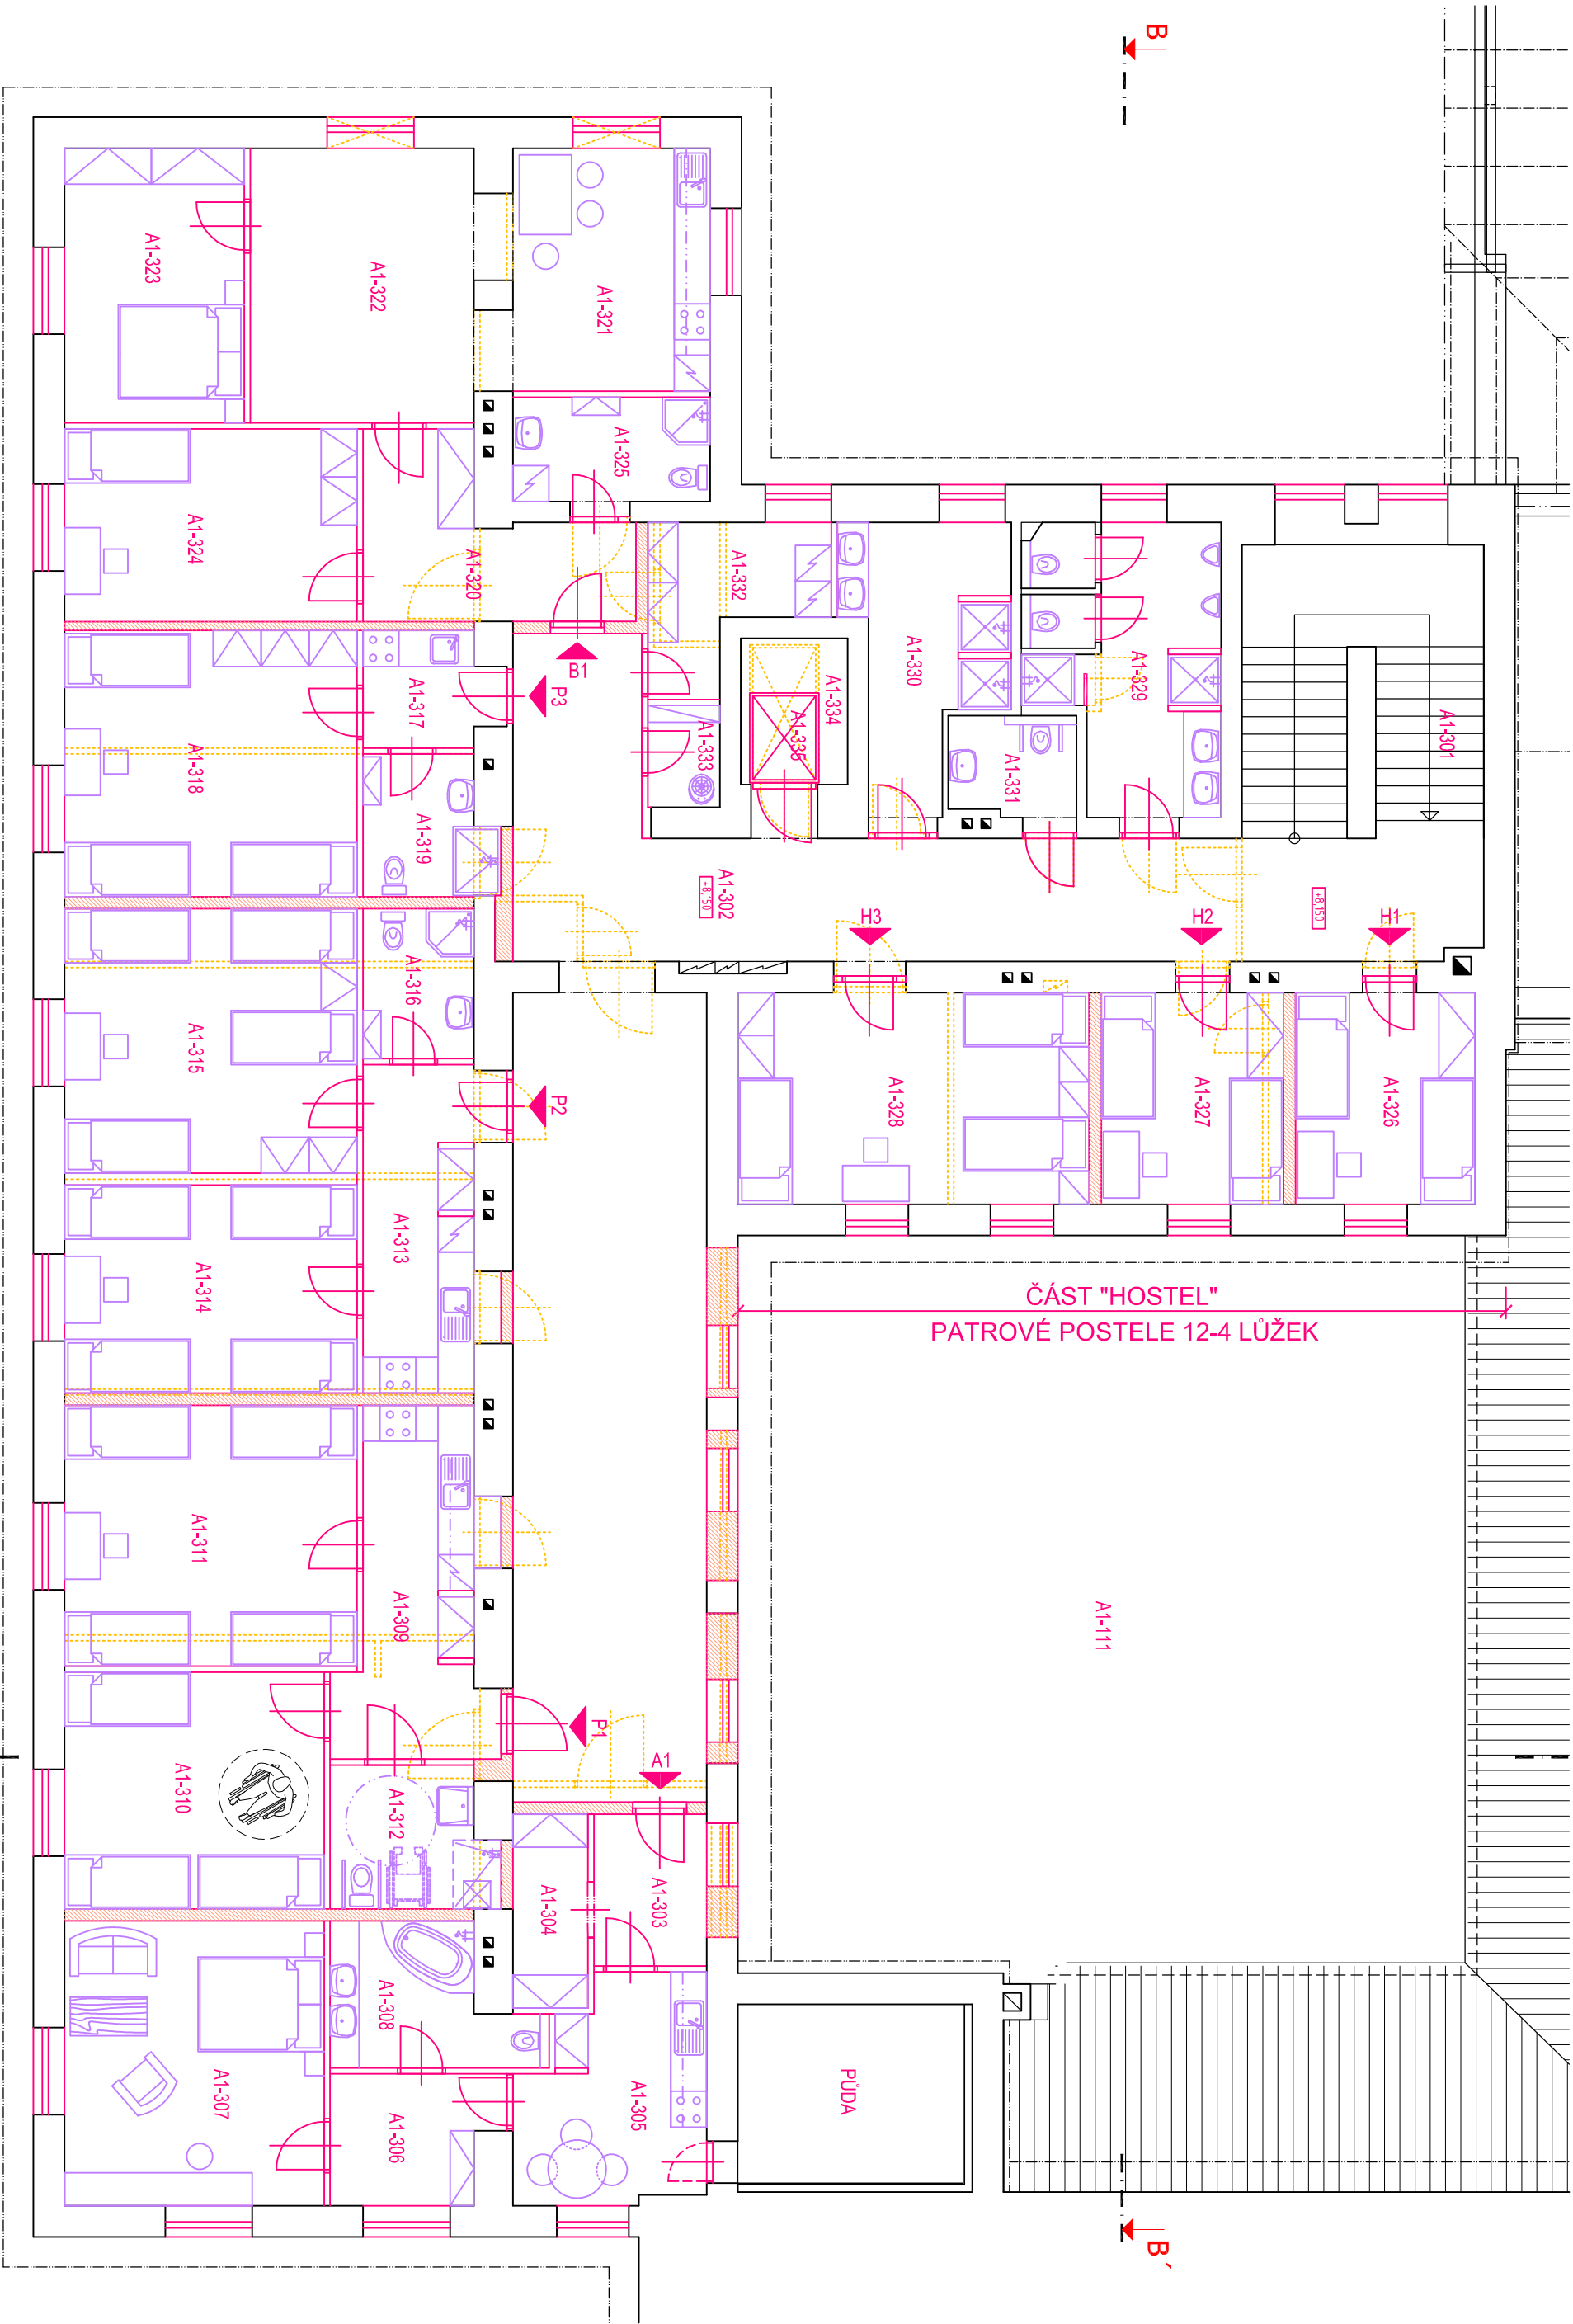 B
A1-323
A1-322
A1-321
A1-325
A1-324
A1-320
A1-332
A1-330
A1-329
A1-301
B1
P3
A1-317
A1-318
A1-319
A1-333
A1-334
A1-335
A1-331
A1-302
+8,150
+8,150
H3
H2
H1
A1-316
A1-315
P2
A1-328
A1-327
A1-326
A1-313
A1-314
ČÁST "HOSTEL"
PATROVÉ POSTELE 12-4 LŮŽEK
A1-311
A1-309
A1-111
P1
A1
A1-310
A1-312
A1-304
A1-303
A1-308
A1-307
A1-306
A1-305
PŮDA
B´